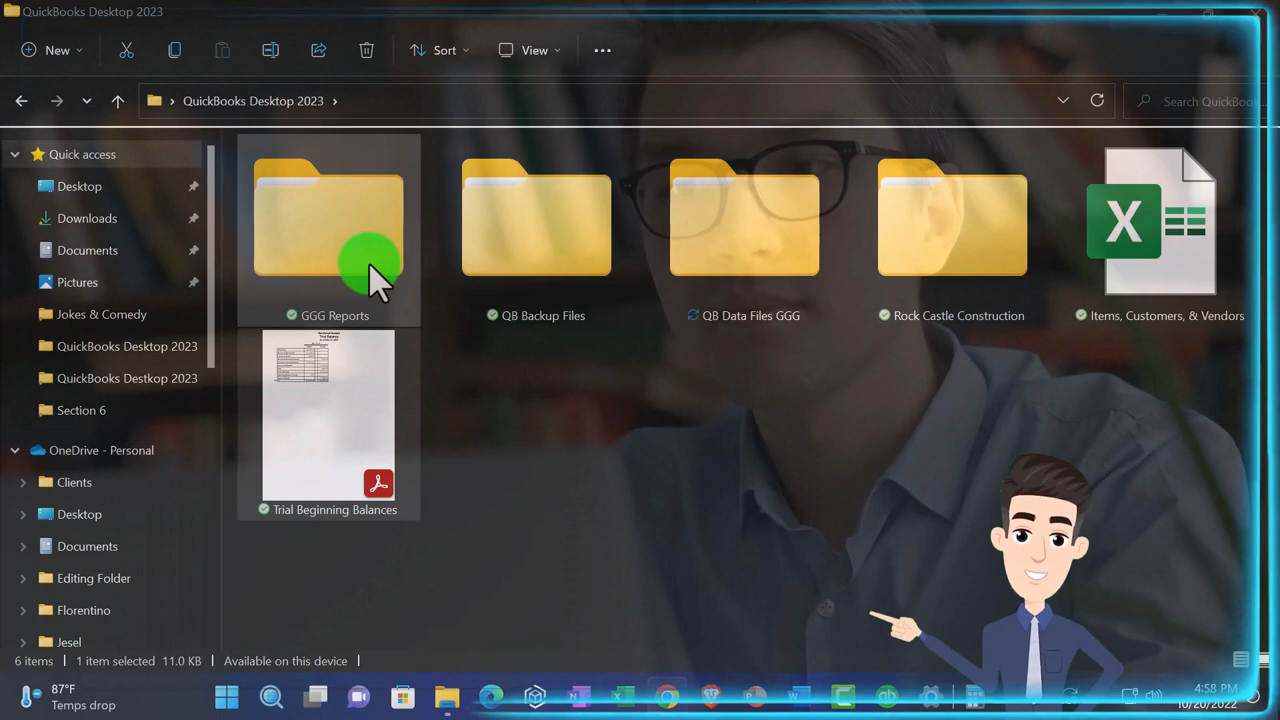 QuickBooks Desktop 2023
New
Sort
View
QuickBooks Desktop 2023
Search QuickBoo
Quick access
Desktop
Downloads
Documents
Pictures
Jokes & Comedy
QuickBooks Desktop 2023
QuickBooks Destkop 2023
Section 6
OneDrive - Personal
Clients
Desktop
Documents
Editing Folder
Florentino
Jesel
GGG Reports
QB Backup Files
QB Data Files GGG
Rock Castle Construction
Items, Customers, & Vendors
Trial Beginning Balances
6 items
1 item selected 11.0 KB
Available on this device
87°F
Temps drop
4:58 PM
10/20/2022